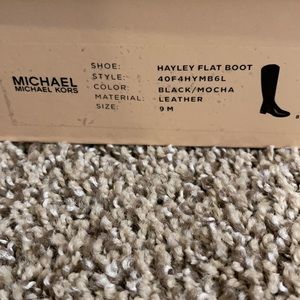 MICHAEL
MICHAEL KORS
SHOE: HAYLEY FLAT BOOT
STYLE: 40F4HYMB6L
COLOR: BLACK/MOCHA
MATERIAL: LEATHER
SIZE: 9 M